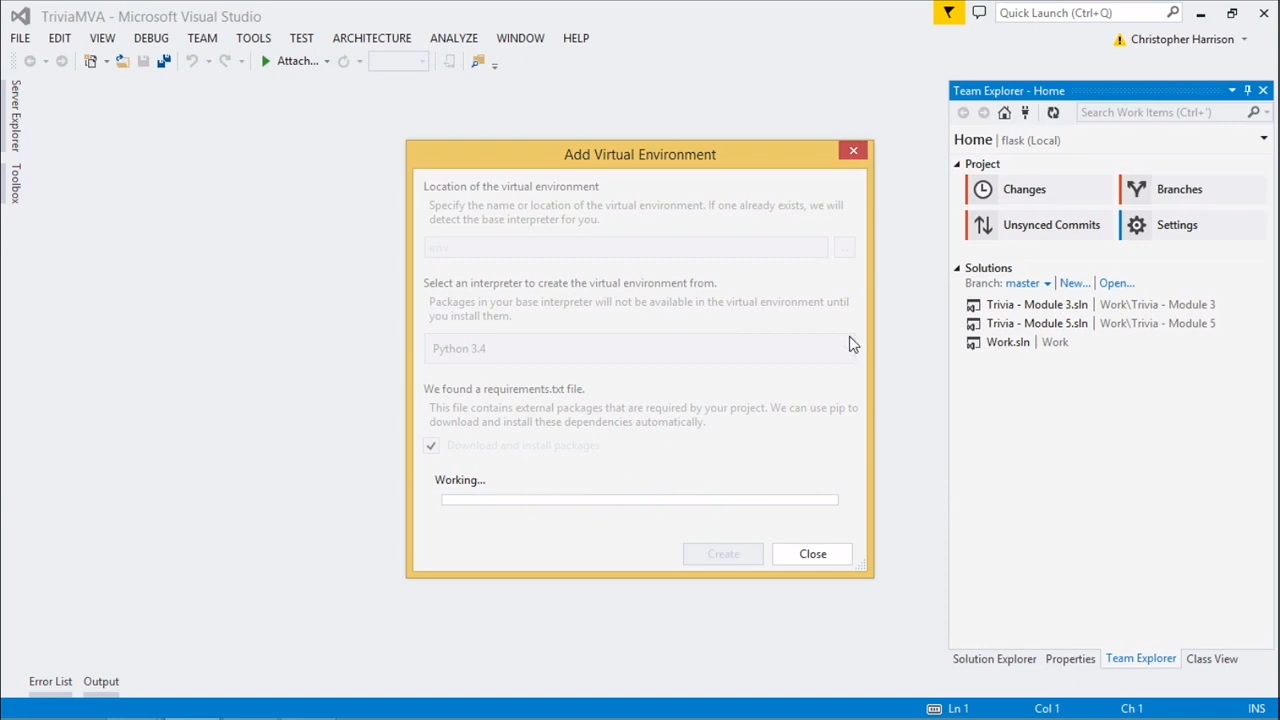 TriviaMVA - Microsoft Visual Studio
Quick Launch (Ctrl+Q)
FILE EDIT VIEW DEBUG TEAM TOOLS TEST ARCHITECTURE ANALYZE WINDOW HELP
Christopher Harrison
Attach...
Server Explorer
Toolbox
Add Virtual Environment
Location of the virtual environment
Specify the name or location of the virtual environment. If one already exists, we will
detect the base interpreter for you.
env
...
Select an interpreter to create the virtual environment from.
Packages in your base interpreter will not be available in the virtual environment until
you install them.
Python 3.4
We found a requirements.txt file.
This file contains external packages that are required by your project. We can use pip to
download and install these dependencies automatically.
Download and install packages
Working...
Create Close
Team Explorer - Home
Search Work Items (Ctrl+')
Home | flask (Local)
Project
Changes Branches
Unsynced Commits Settings
Solutions
Branch: master New... Open...
Trivia - Module 3.sln | Work\Trivia - Module 3
Trivia - Module 5.sln | Work\Trivia - Module 5
Work.sln | Work
Solution Explorer Properties Team Explorer Class View
Error List Output
Ln 1 Col 1 Ch 1 INS